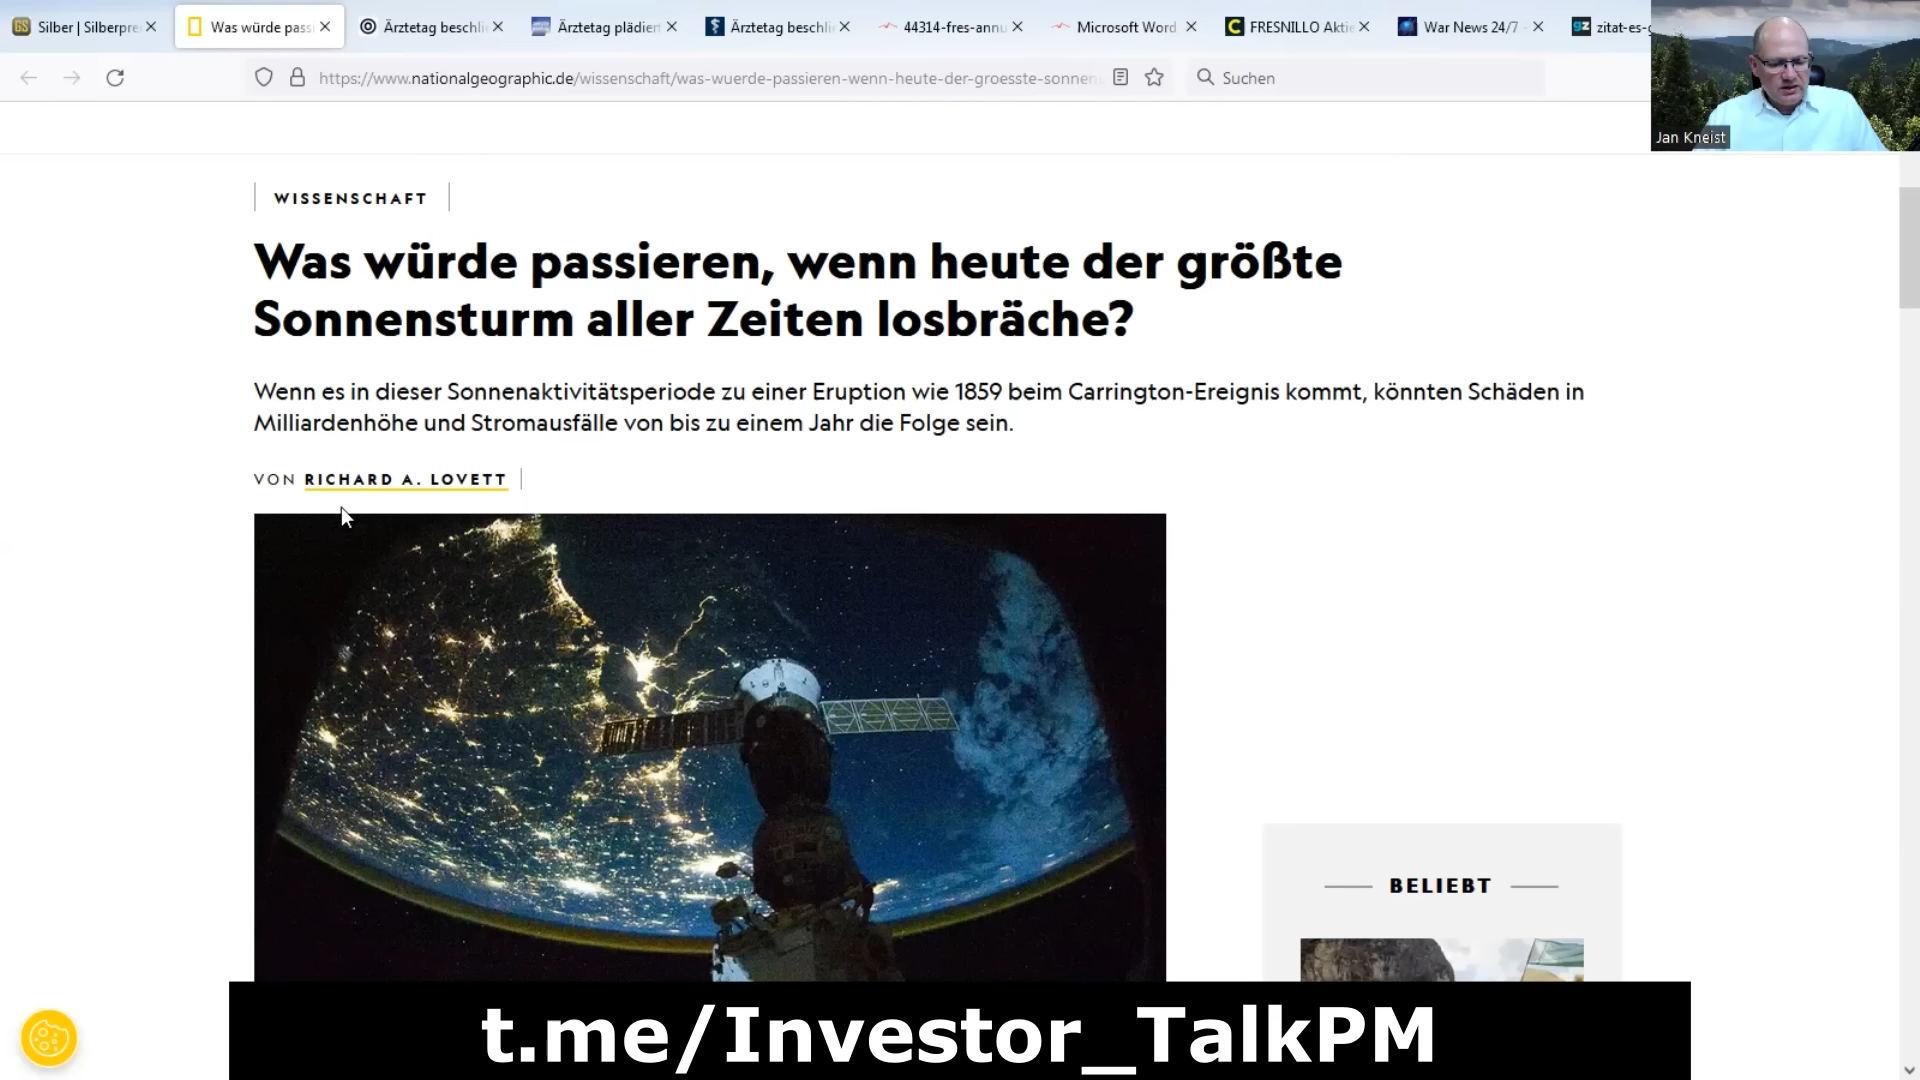 Silber | Silberpre
Was würde pass
Ärztetag beschli
Ärztetag plädier
Ärztetag beschli
44314-fres-annu
Microsoft Word
FRESNILLO Aktie
War News 24/7 -
zitat-es-g
https://www.nationalgeographic.de/wissenschaft/was-wuerde-passieren-wenn-heute-der-groesste-sonnen
Suchen
Jan Kneist
WISSENSCHAFT
Was würde passieren, wenn heute der größte
Sonnensturm aller Zeiten losbräche?
Wenn es in dieser Sonnenaktivitätsperiode zu einer Eruption wie 1859 beim Carrington-Ereignis kommt, könnten Schäden in
Milliardenhöhe und Stromausfälle von bis zu einem Jahr die Folge sein.
VON RICHARD A. LOVETT
BELIEBT
t.me/Investor_TalkPM